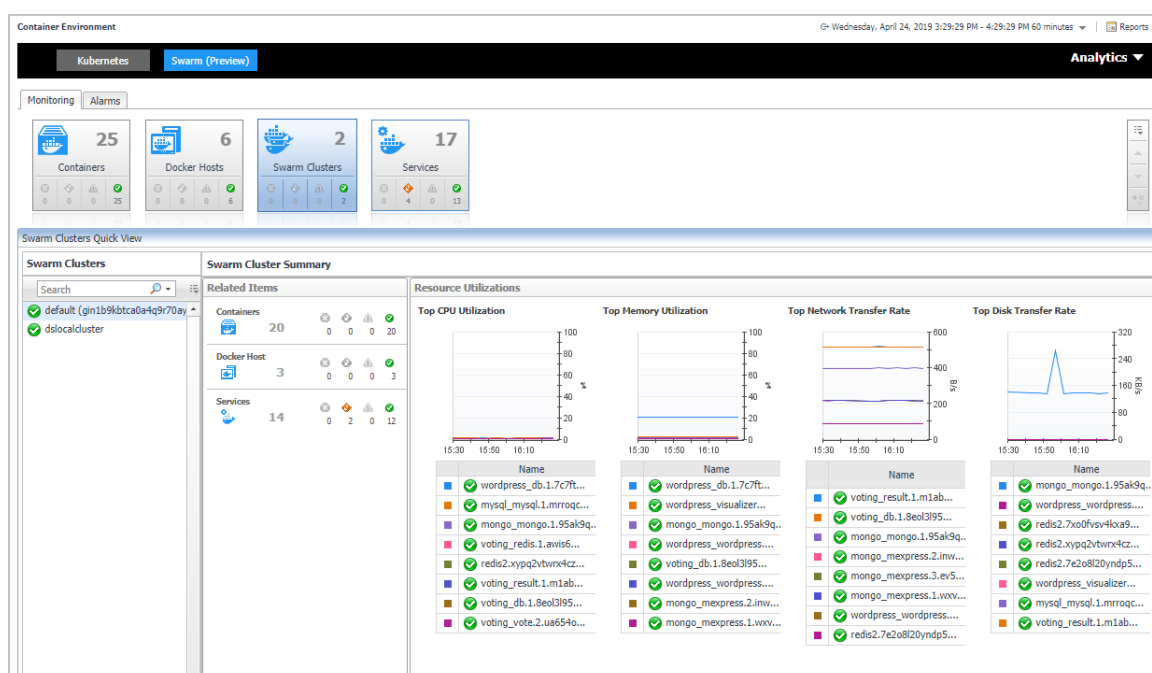 Container Environment
Wednesday, April 24, 2019 3:29:29 PM - 4:29:29 PM 60 minutes
Reports
Kubernetes
Swarm (Preview)
Analytics
Monitoring
Alarms
25
Containers
0 0 0 25
6
Docker Hosts
0 0 0 6
2
Swarm Clusters
0 0 0 2
17
Services
0 4 0 13
Swarm Clusters Quick View
Swarm Clusters
Search
default (gin1b9kbtca0a4q9r70ay
dslocalcluster
Swarm Cluster Summary
Related Items
Containers
20
0 0 0 20
Docker Host
3
0 0 0 3
Services
14
0 2 0 12
Resource Utilizations
Top CPU Utilization
100
80
60
%
40
20
0
15:30 15:50 16:10
Name
wordpress_db.1.7c7ft...
mysql_mysql.1.mrroqc...
mongo_mongo.1.95ak9q..
voting_redis.1.awis6...
redis2.xypq2vtwrx4cz...
voting_result.1.m1ab...
voting_db.1.8eol3l95...
voting_vote.2.ua654o...
Top Memory Utilization
100
80
60
%
40
20
0
15:30 15:50 16:10
Name
wordpress_db.1.7c7ft...
wordpress_visualizer...
mongo_mongo.1.95ak9q..
wordpress_wordpress....
voting_db.1.8eol3l95...
wordpress_wordpress....
mongo_mexpress.2.inw...
mongo_mexpress.1.wxv...
Top Network Transfer Rate
600
400
B/s
200
0
15:30 15:50 16:10
Name
voting_result.1.m1ab...
voting_db.1.8eol3l95...
mongo_mongo.1.95ak9q..
mongo_mexpress.2.inw...
mongo_mexpress.3.ev5...
mongo_mexpress.1.wxv...
wordpress_wordpress....
redis2.7e2o8l20yndp5...
Top Disk Transfer Rate
320
240
160
KB/s
80
0
15:30 15:50 16:10
Name
mongo_mongo.1.95ak9q..
wordpress_wordpress....
redis2.7xo0fvsv4kxa9...
redis2.xypq2vtwrx4cz...
redis2.7e2o8l20yndp5...
wordpress_visualizer...
mysql_mysql.1.mrroqc...
voting_result.1.m1ab...